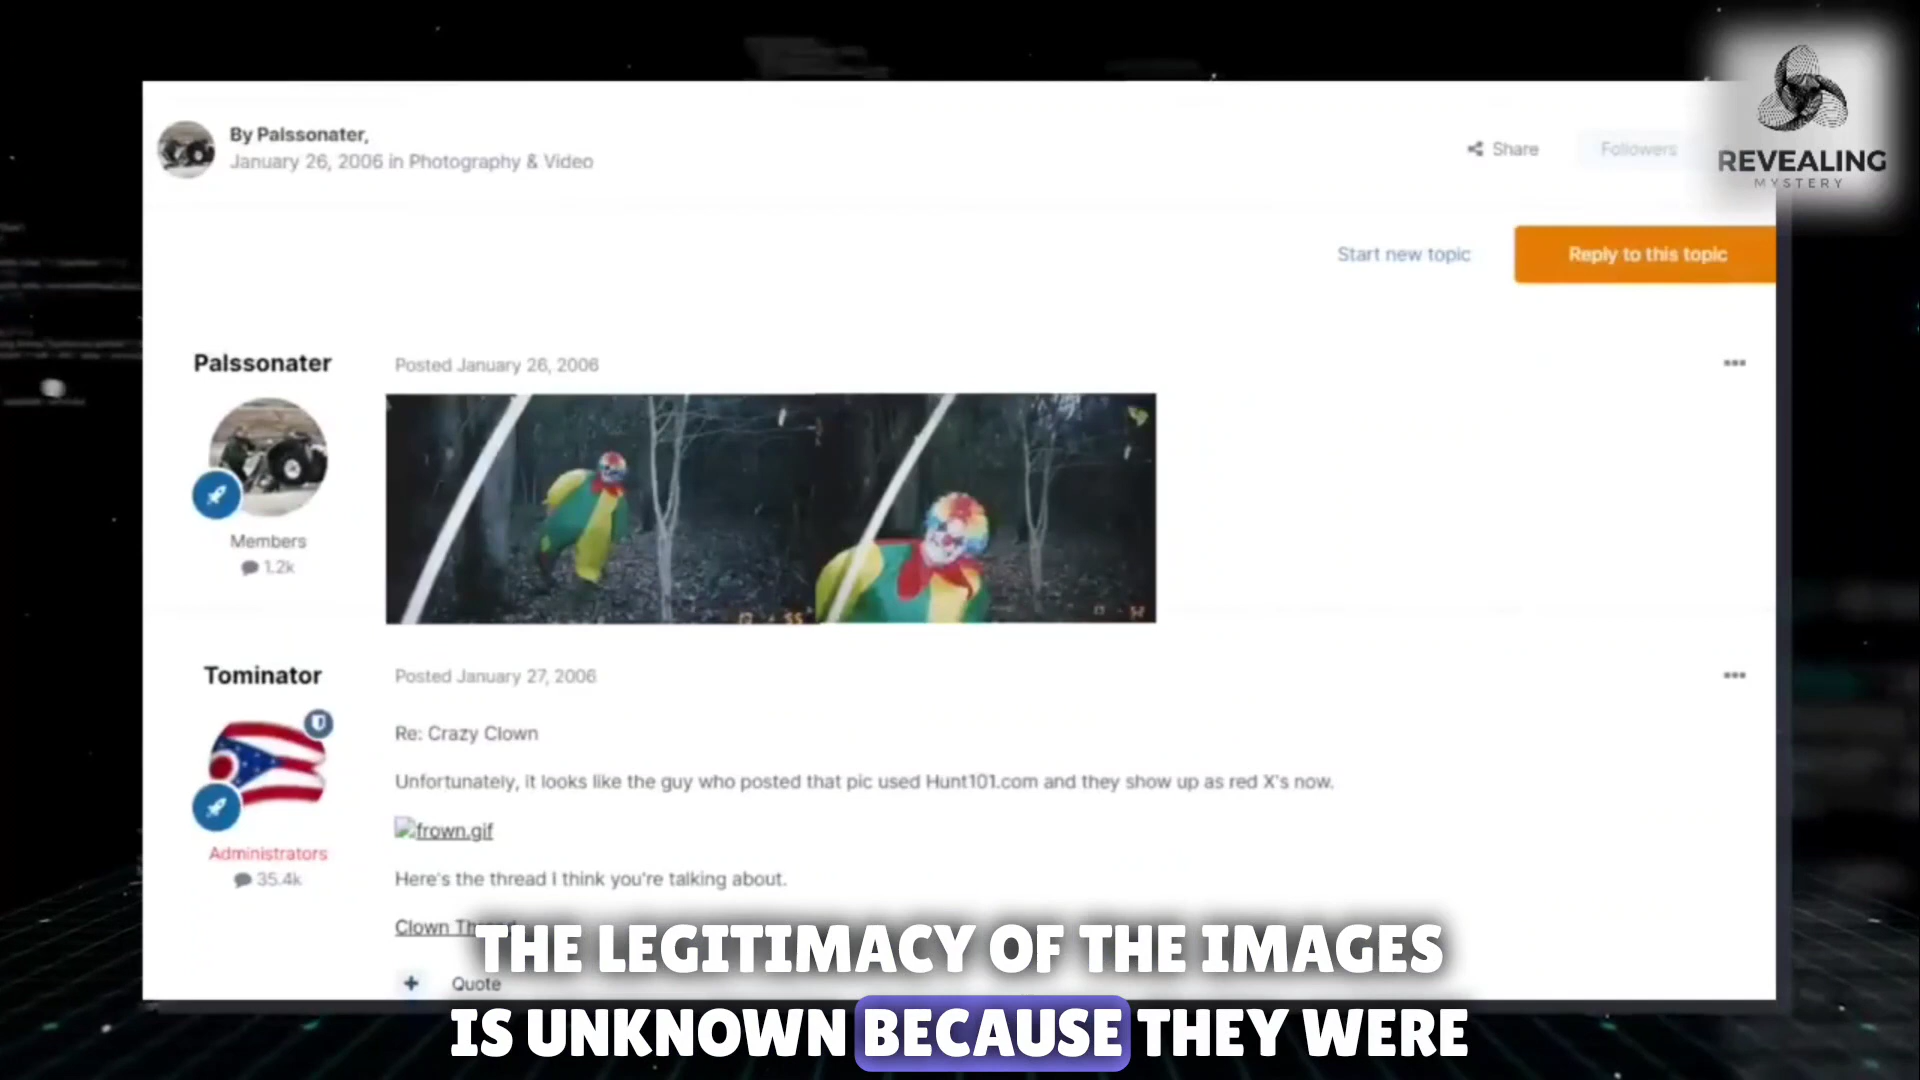 By Palssonater,
January 26, 2006 in Photography & Video
Share
Followers
REVEALING
MYSTERY
Start new topic
Reply to this topic
Palssonater
Posted January 26, 2006
Members
1.2k
Tominator
Posted January 27, 2006
Re: Crazy Clown
Unfortunately, it looks like the guy who posted that pic used Hunt101.com and they show up as red X's now.
frown.gif
Administrators
35.4k
Here's the thread I think you're talking about.
Clown
+ Quote
THE LEGITIMACY OF THE IMAGES
IS UNKNOWN BECAUSE THEY WERE